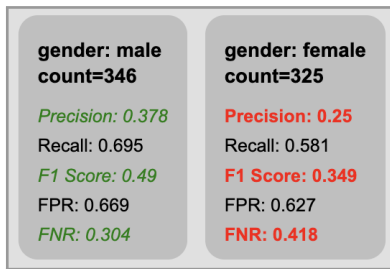 gender: male
count=346
Precision: 0.378
Recall: 0.695
F1 Score: 0.49
FPR: 0.669
FNR: 0.304
gender: female
count=325
Precision: 0.25
Recall: 0.581
F1 Score: 0.349
FPR: 0.627
FNR: 0.418